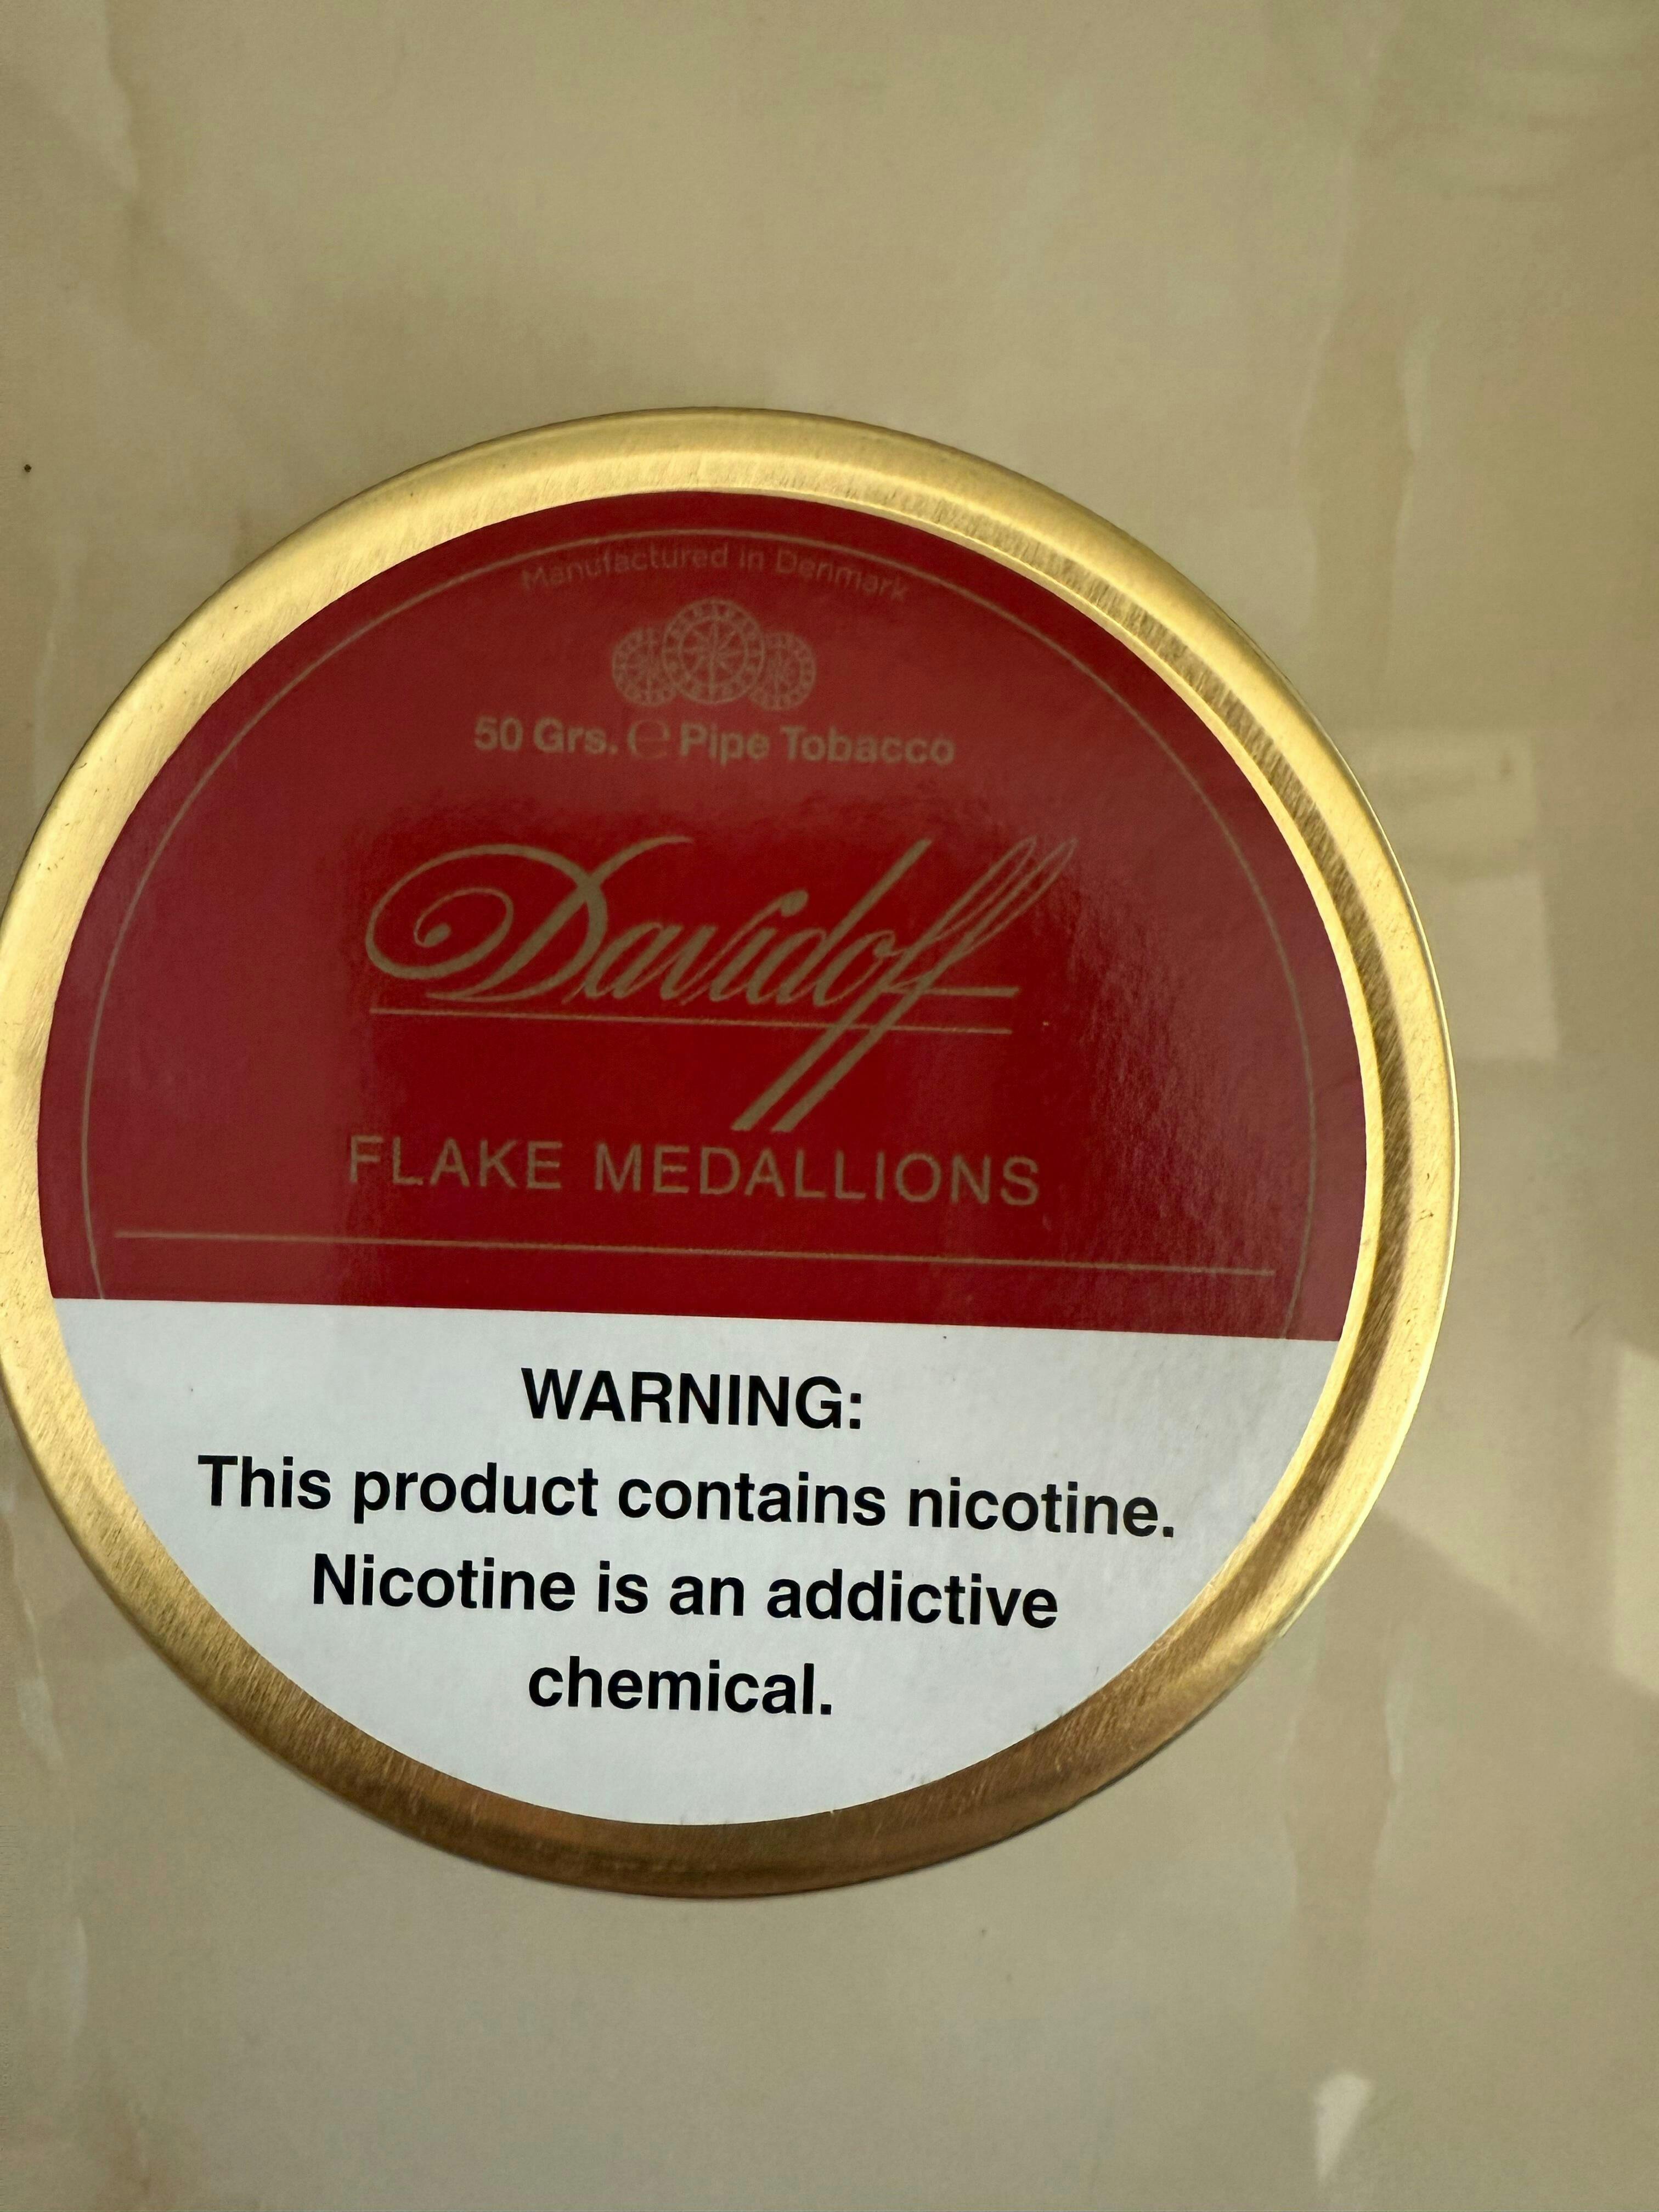 Manufactured in Denmark
50 Grs. ℮ Pipe Tobacco
Davidoff
FLAKE MEDALLIONS
WARNING:
This product contains nicotine.
Nicotine is an addictive
chemical.